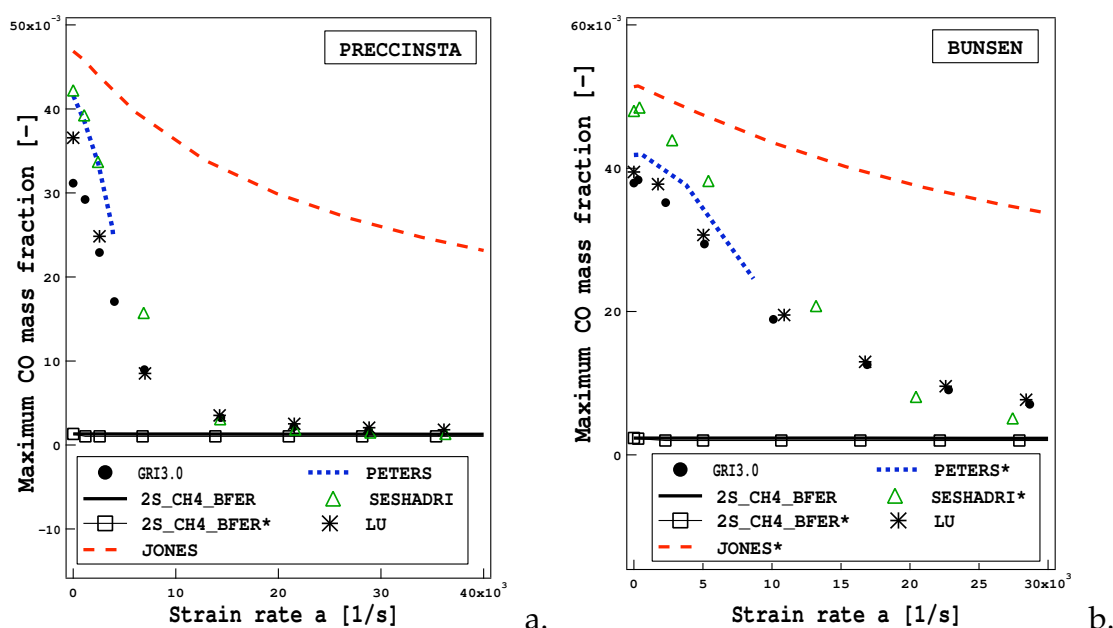 50x10⁻³
PRECCINSTA
40
30
20
10
0
-10
Maximum CO mass fraction [-]
GRI3.0
PETERS
2S_CH4_BFER
SESHADRI
2S_CH4_BFER*
LU
JONES
0
10
20
30
40x10³
Strain rate a [1/s]
a.
60x10⁻³
BUNSEN
40
20
0
Maximum CO mass fraction [-]
GRI3.0
PETERS*
2S_CH4_BFER
SESHADRI*
2S_CH4_BFER*
LU
JONES*
0
5
10
15
20
25
30x10³
Strain rate a [1/s]
b.